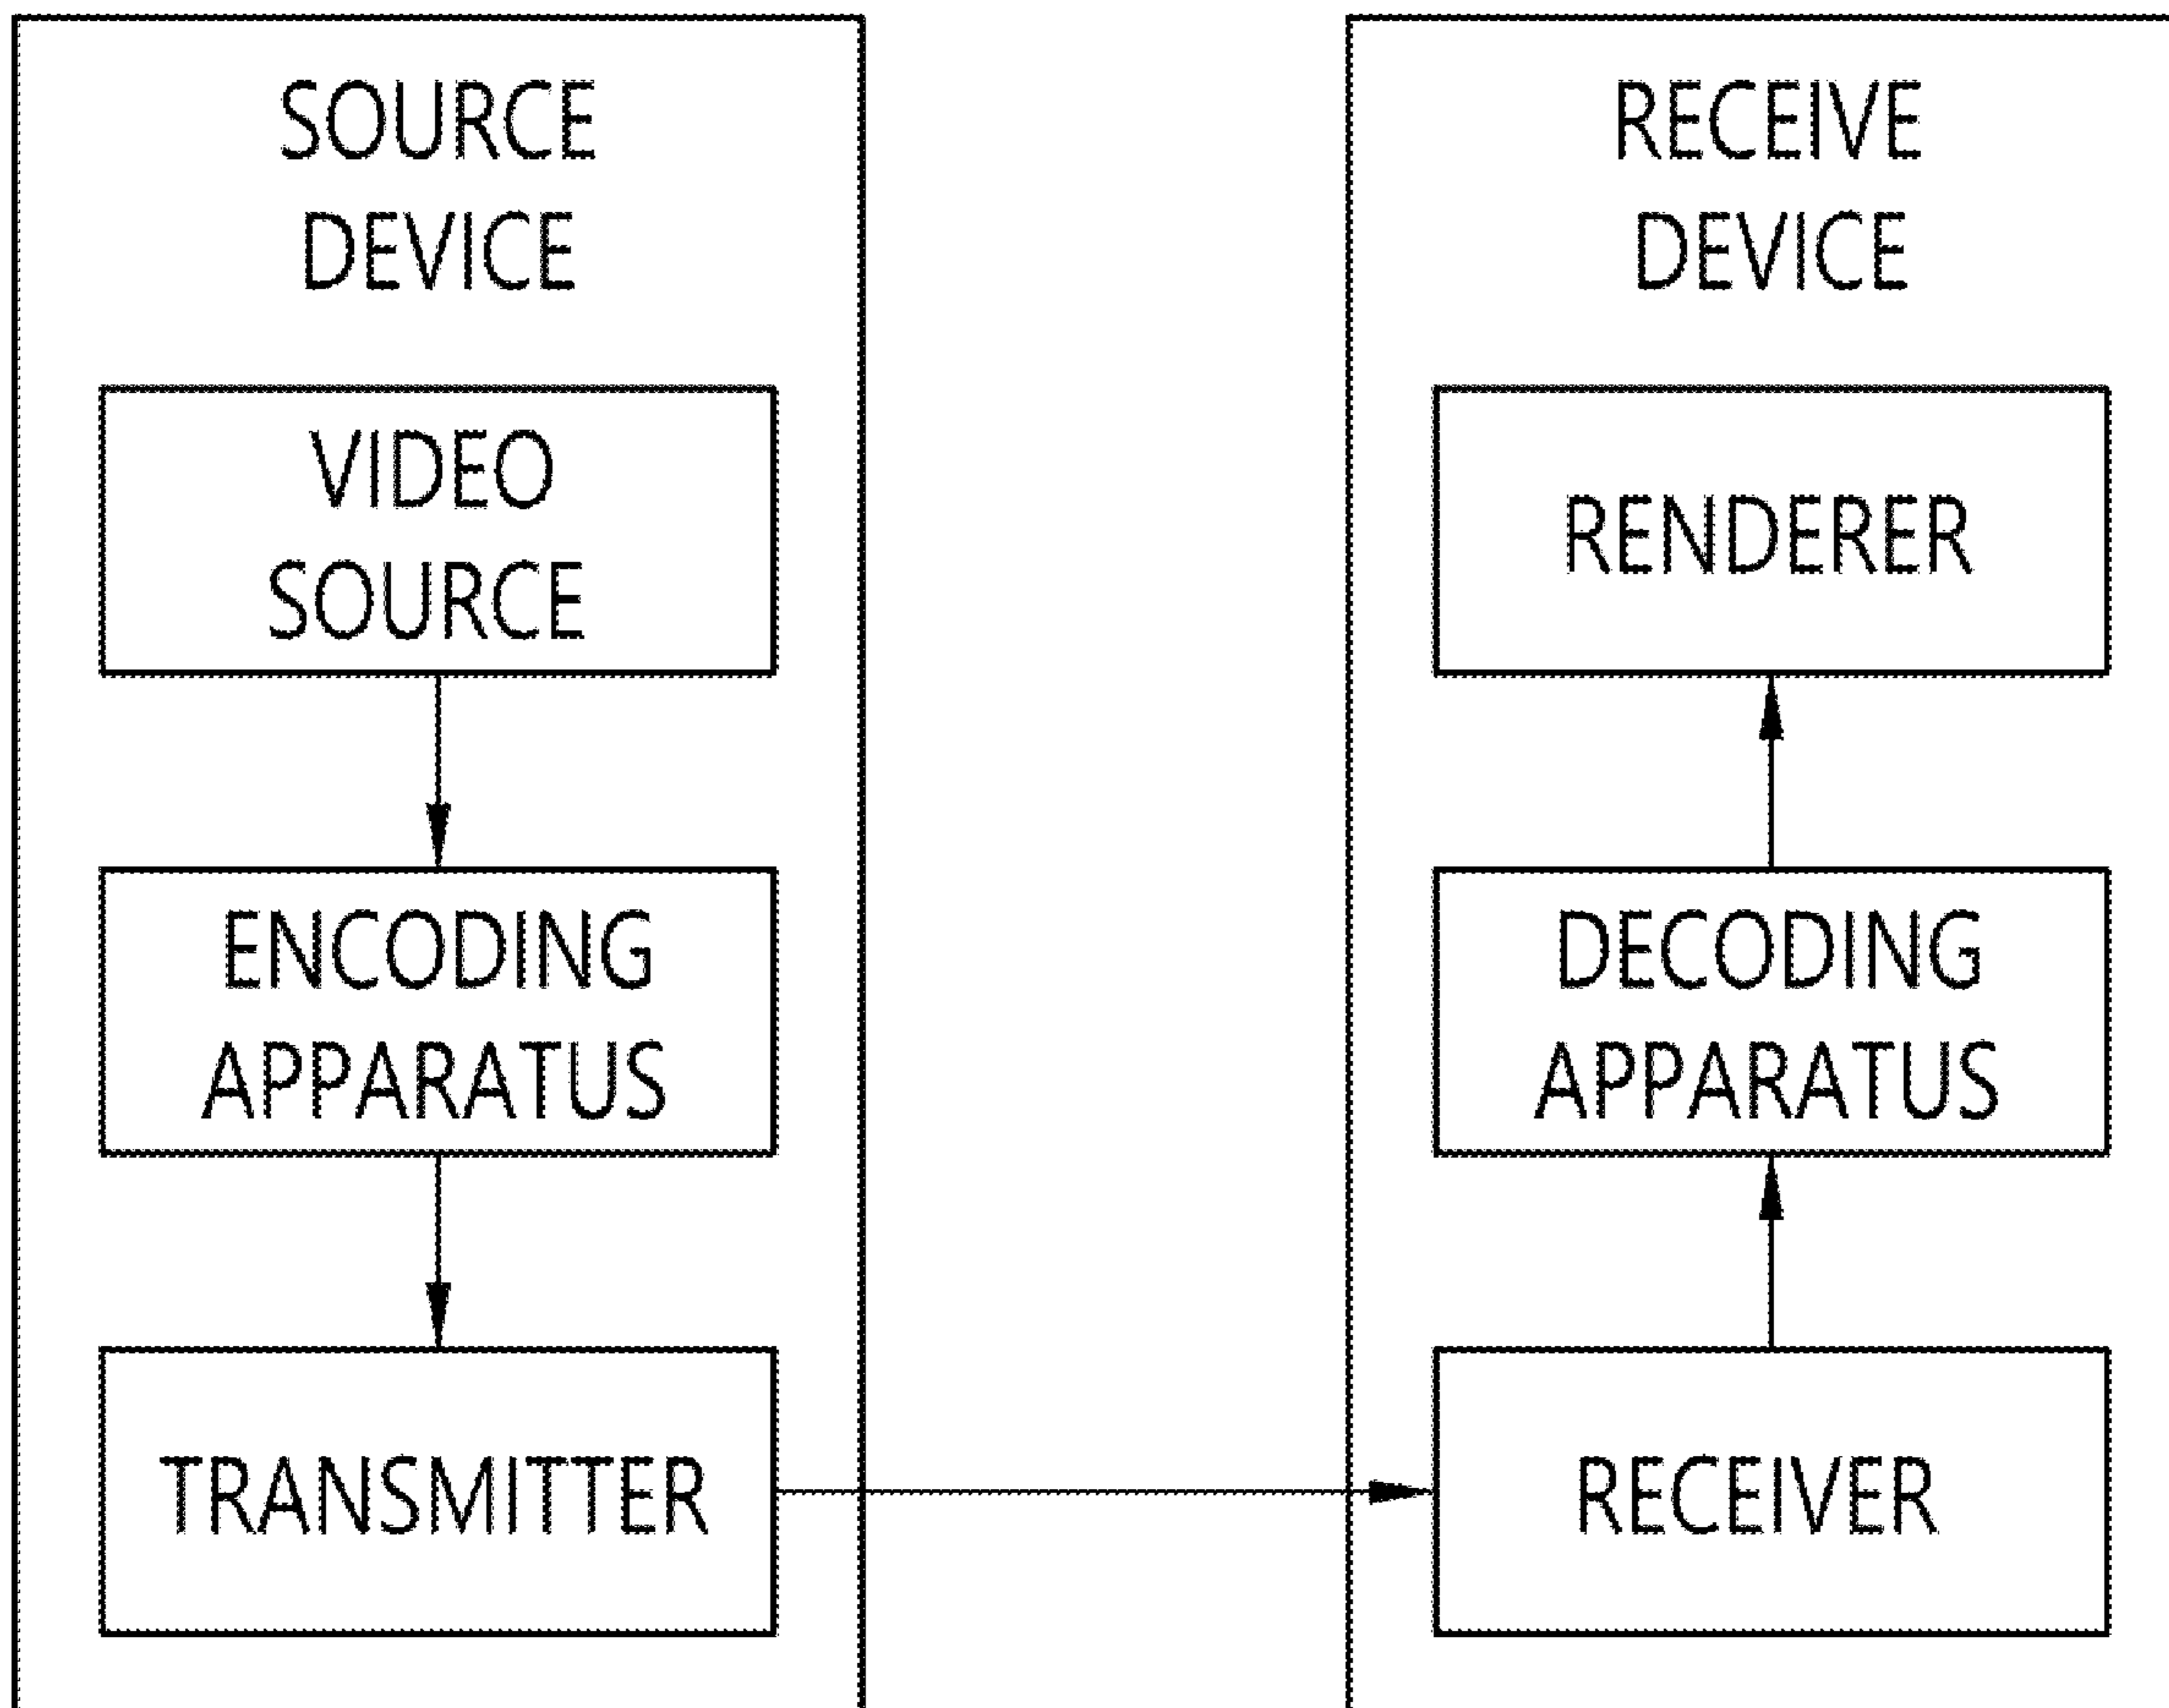 SOURCE
DEVICE
VIDEO
SOURCE
ENCODING
APPARATUS
TRANSMITTER
RECEIVE
DEVICE
RENDERER
DECODING
APPARATUS
RECEIVER